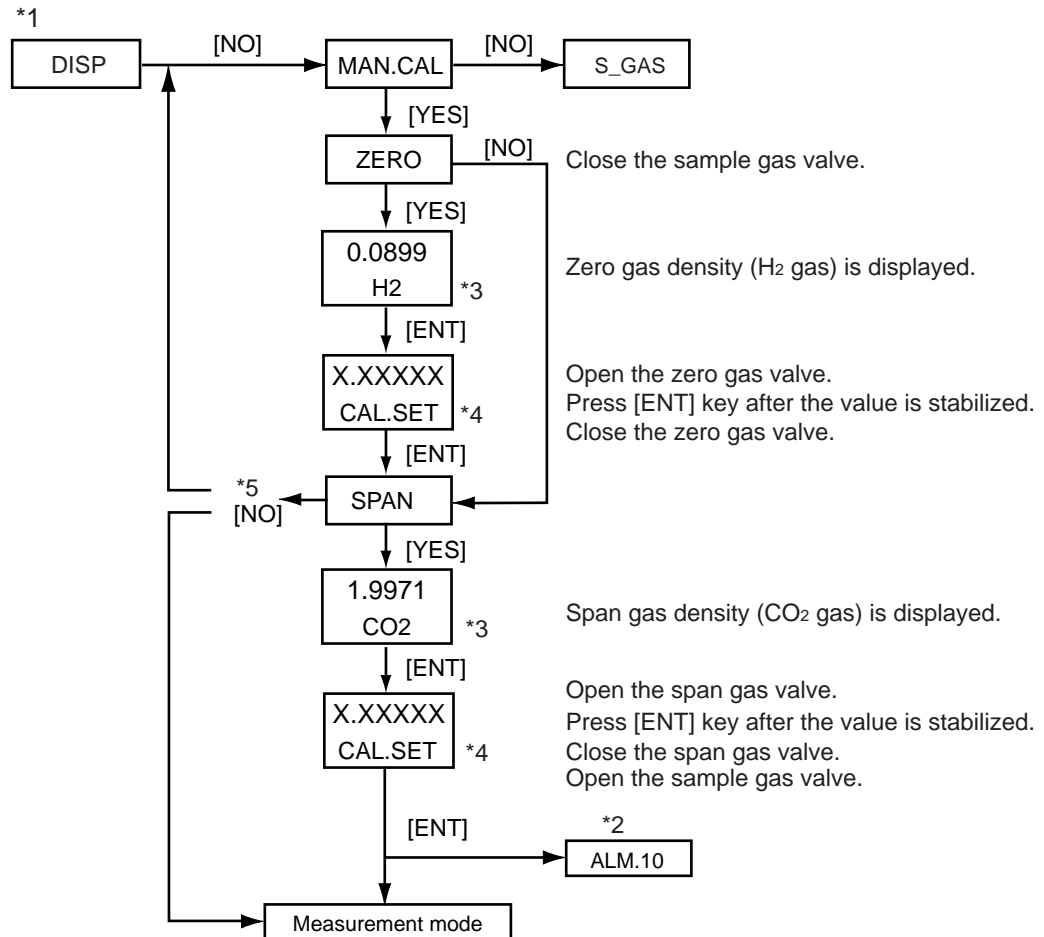 *1
DISP
[NO]
MAN.CAL
[NO]
S_GAS
[YES]
ZERO
[NO]
Close the sample gas valve.
[YES]
0.0899
H2
*3
Zero gas density (H2 gas) is displayed.
[ENT]
X.XXXXX
CAL.SET
*4
Open the zero gas valve.
Press [ENT] key after the value is stabilized.
Close the zero gas valve.
[ENT]
*5
[NO]
SPAN
[YES]
1.9971
CO2
*3
Span gas density (CO2 gas) is displayed.
[ENT]
X.XXXXX
CAL.SET
*4
Open the span gas valve.
Press [ENT] key after the value is stabilized.
Close the span gas valve.
Open the sample gas valve.
[ENT]
*2
ALM.10
Measurement mode